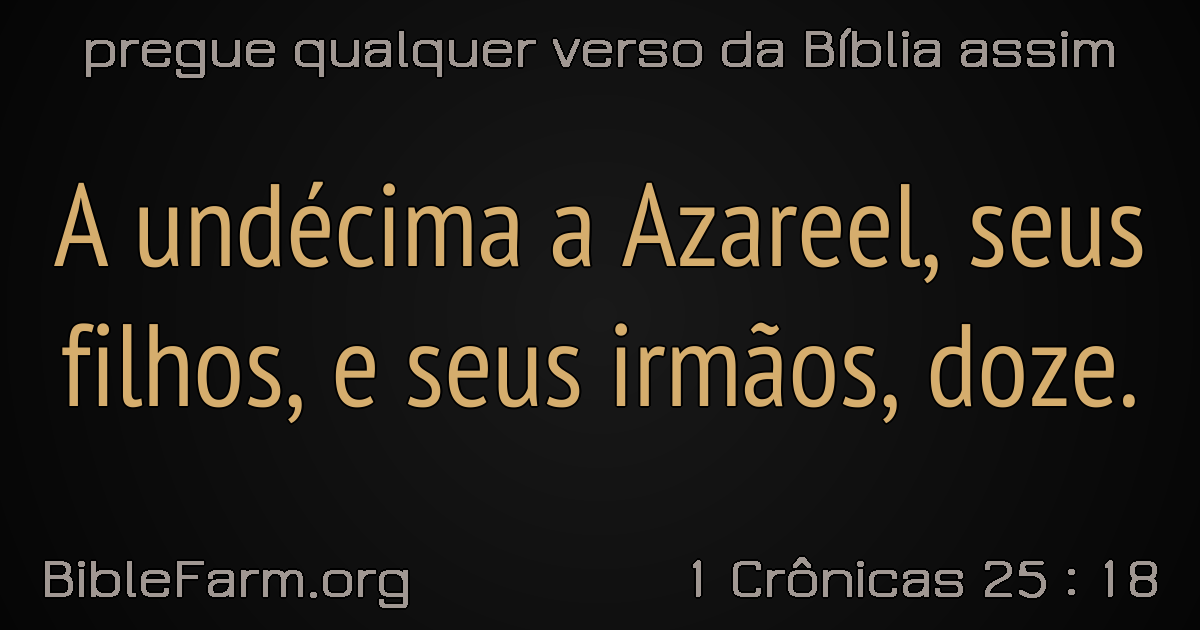 pregue qualquer verso da Bíblia assim
A undécima a Azareel, seus
filhos, e seus irmãos, doze.
BibleFarm.org
1 Crônicas 25 : 18